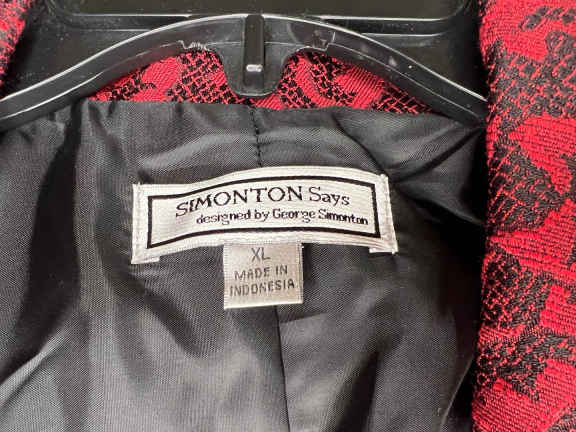 SIMONTON Says
designed by George Simonton
XL
MADE IN
INDONESIA